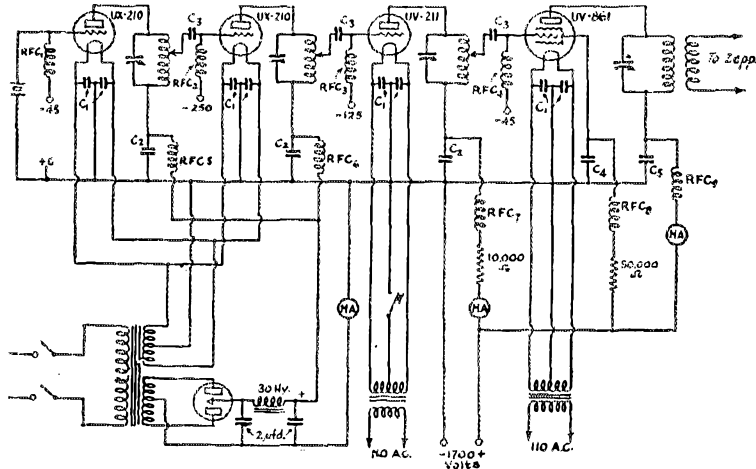 UX-210
UX-210
UV-211
UV-861
C3
C3
C3
RFC1
RFC2
RFC3
RFC4
C1
C1
C1
C1
To Zepp.
-45
-250
-125
-45
+C
C2
RFC5
C2
RFC6
C2
C4
C5
RFC7
RFC8
RFC9
10,000
Ω
50,000
Ω
MA
MA
MA
30 Hy.
+
2 µfd.
110 A.C.
-1700+
Volts
110 A.C.